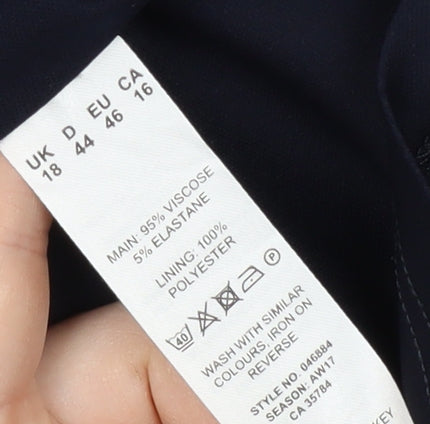 UK D EU CA
18 44 46 16
MAIN: 95% VISCOSE
5% ELASTANE
LINING: 100%
POLYESTER
40 P
WASH WITH SIMILAR
COLOURS, IRON ON
REVERSE
STYLE NO. 046884
SEASON: AW17
CA 35784